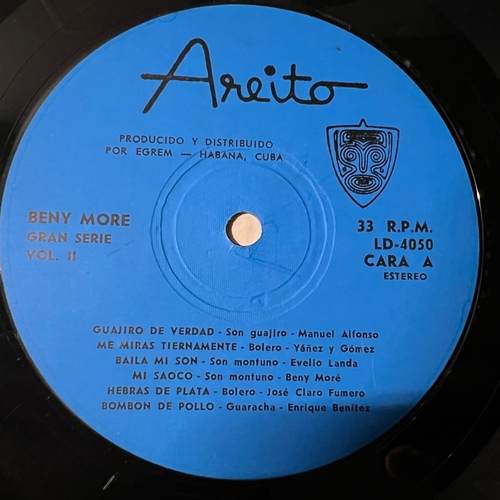 Areito
PRODUCIDO Y DISTRIBUIDO
POR EGREM — HABANA, CUBA
BENY MORE
GRAN SERIE
VOL. II
33 R.P.M.
LD-4050
CARA A
ESTEREO
GUAJIRO DE VERDAD - Son guajiro - Manuel Alfonso
ME MIRAS TIERNAMENTE - Bolero - Yáñez y Gómez
BAILA MI SON - Son montuno - Evelio Landa
MI SAOCO - Son montuno - Beny Moré
HEBRAS DE PLATA - Bolero - José Claro Fumero
BOMBON DE POLLO - Guaracha - Enrique Benítez